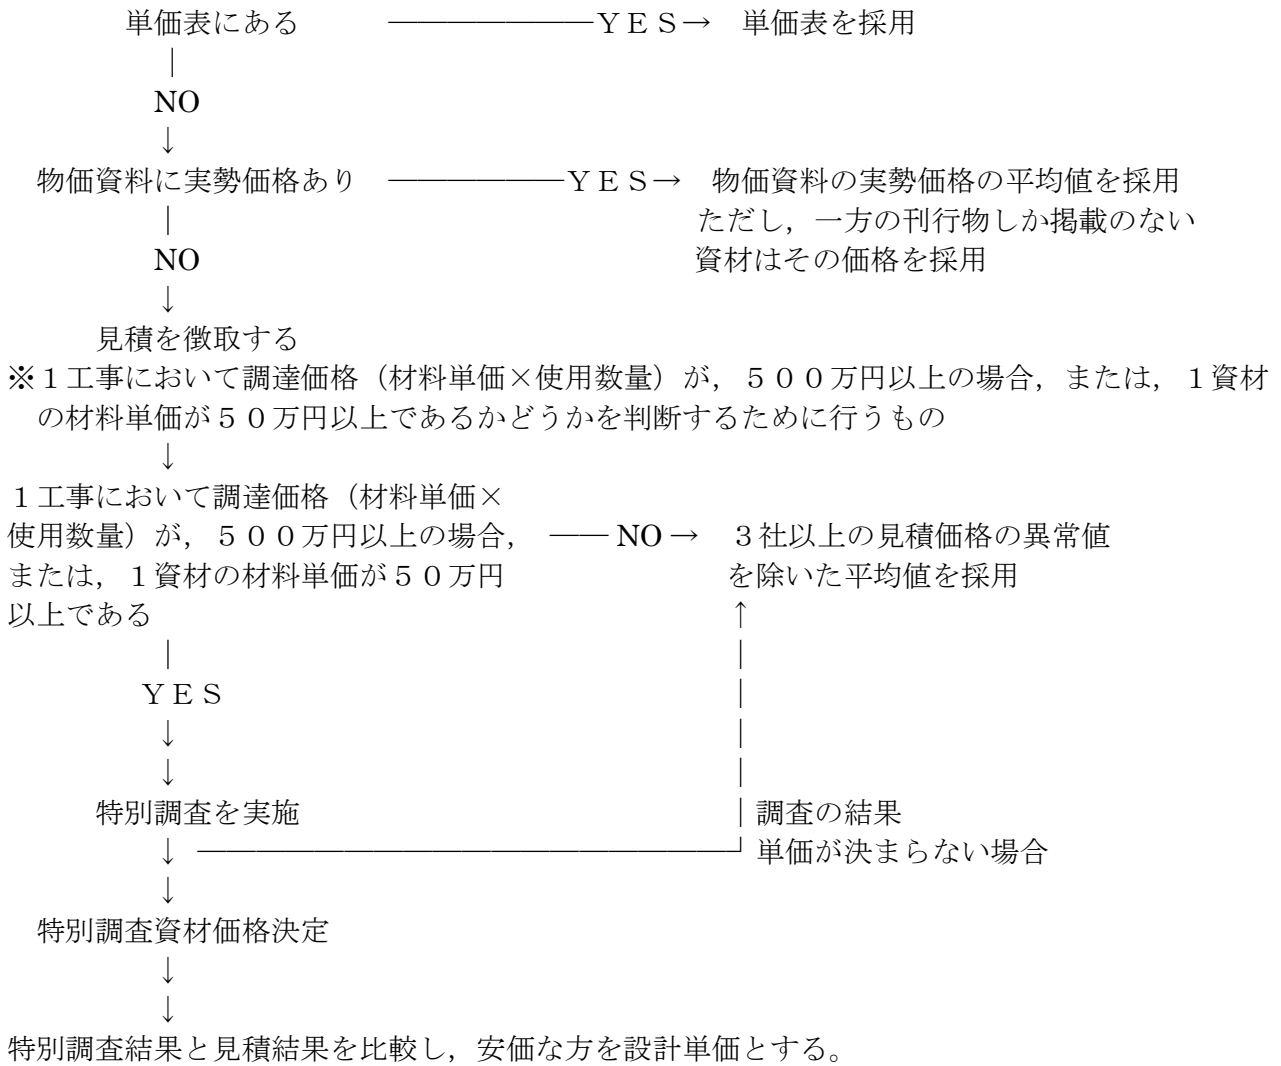 単価表にある ―――――――ＹＥＳ→ 単価表を採用
｜
NO
↓
物価資料に実勢価格あり ――――――ＹＥＳ→ 物価資料の実勢価格の平均値を採用
｜ ただし，一方の刊行物しか掲載のない
NO 資材はその価格を採用
↓
見積を徴取する
※１工事において調達価格（材料単価×使用数量）が，５００万円以上の場合，または，１資材
の材料単価が５０万円以上であるかどうかを判断するために行うもの
↓
１工事において調達価格（材料単価×
使用数量）が，５００万円以上の場合， ―― NO → ３社以上の見積価格の異常値
または，１資材の材料単価が５０万円 を除いた平均値を採用
以上である ↑
｜ ｜
ＹＥＳ ｜
↓ ｜
↓ ｜
特別調査を実施 ｜調査の結果
↓ ――――――――――――――――――┘単価が決まらない場合
↓
特別調査資材価格決定
↓
↓
特別調査結果と見積結果を比較し，安価な方を設計単価とする。